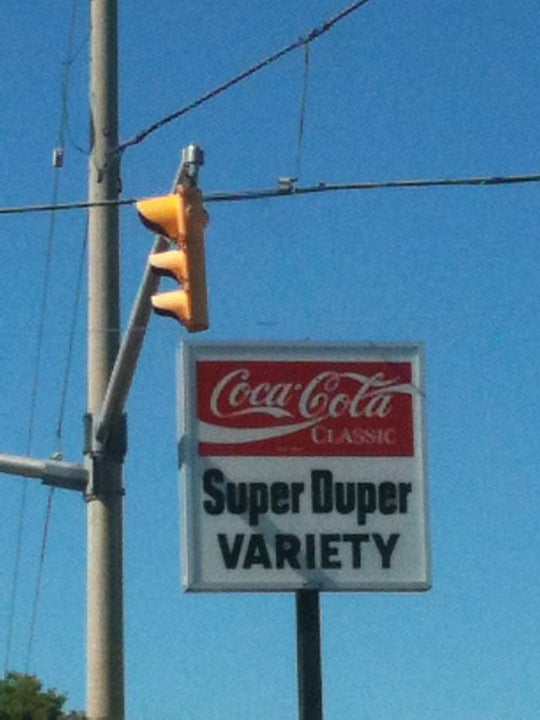 Coca-Cola
CLASSIC
Super Duper
VARIETY